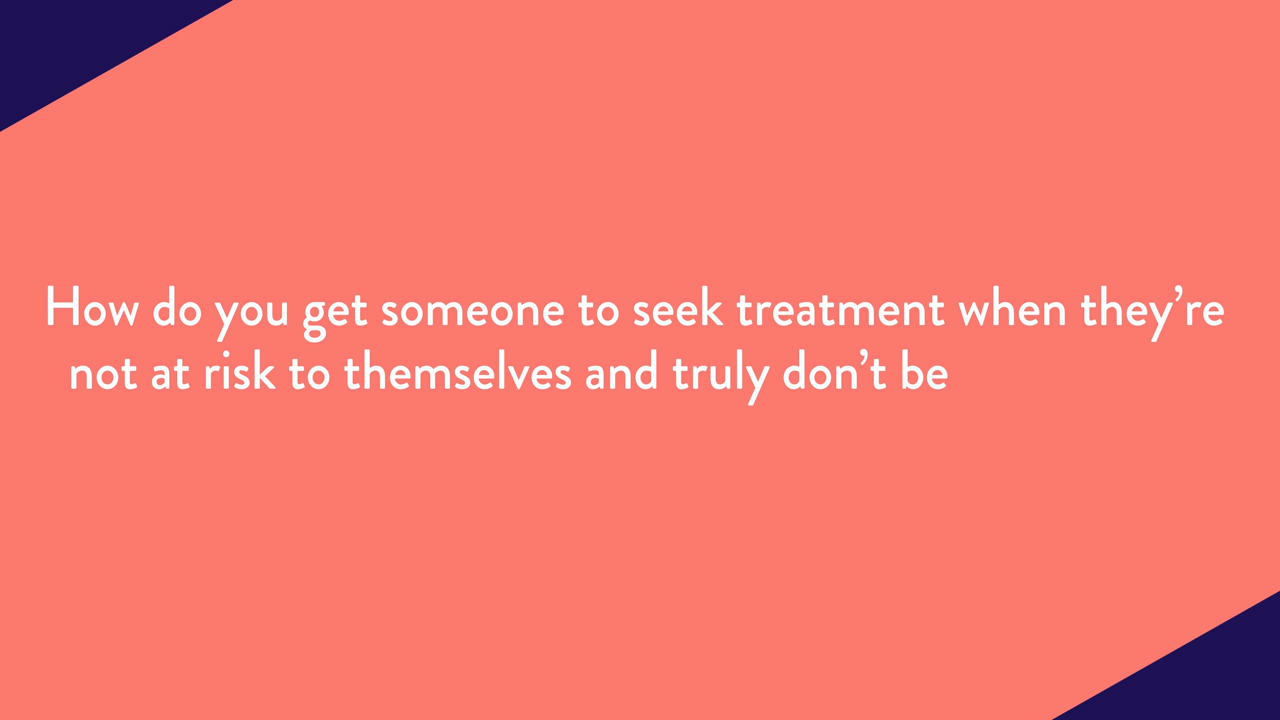 How do you get someone to seek treatment when they’re
not at risk to themselves and truly don’t be